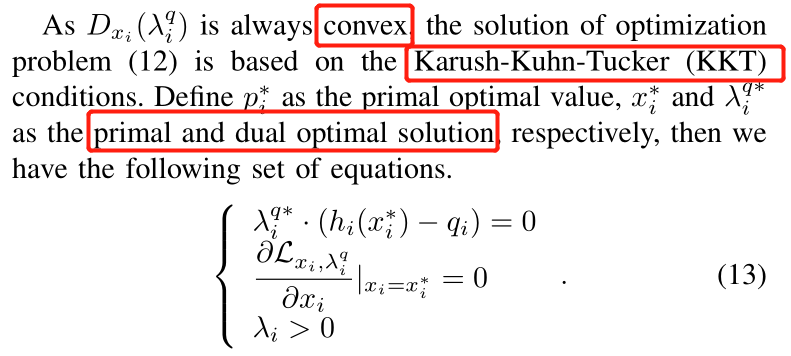 As $D_{x_i}(\lambda_i^q)$ is always convex, the solution of optimization
problem (12) is based on the Karush-Kuhn-Tucker (KKT)
conditions. Define $p_i^*$ as the primal optimal value, $x_i^*$ and $\lambda_i^{q*}$
as the primal and dual optimal solution, respectively, then we
have the following set of equations.
$$\begin{cases} \lambda_i^{q*} \cdot (h_i(x_i^*) - q_i) = 0 \\ \dfrac{\partial \mathcal{L}_{x_i, \lambda_i^q}}{\partial x_i}|_{x_i = x_i^*} = 0 \\ \lambda_i > 0 \end{cases} . \quad (13)$$